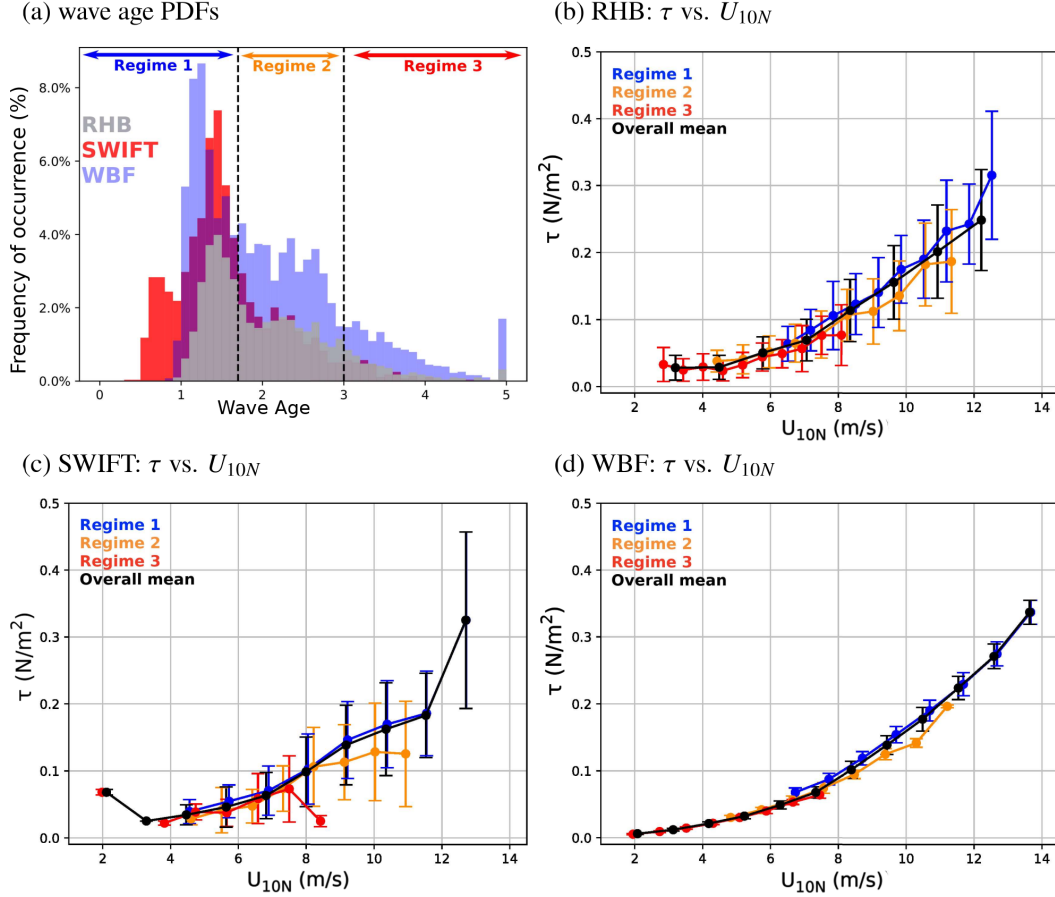 (a) wave age PDFs
Regime 1
Regime 2
Regime 3
RHB
SWIFT
WBF
Frequency of occurrence (%)
8.0%
6.0%
4.0%
2.0%
0.0%
0
1
2
3
4
5
Wave Age
(b) RHB: τ vs. U10N
Regime 1
Regime 2
Regime 3
Overall mean
τ (N/m²)
0.5
0.4
0.3
0.2
0.1
0.0
2
4
6
8
10
12
14
U10N (m/s)
(c) SWIFT: τ vs. U10N
Regime 1
Regime 2
Regime 3
Overall mean
τ (N/m²)
0.5
0.4
0.3
0.2
0.1
0.0
2
4
6
8
10
12
14
U10N (m/s)
(d) WBF: τ vs. U10N
Regime 1
Regime 2
Regime 3
Overall mean
τ (N/m²)
0.5
0.4
0.3
0.2
0.1
0.0
2
4
6
8
10
12
14
U10N (m/s)